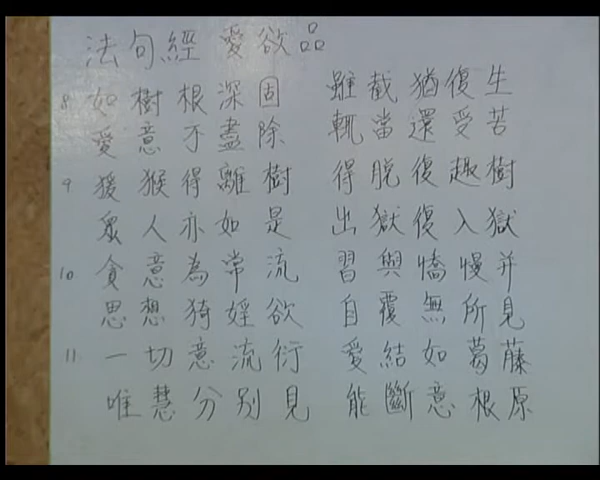 法句經 愛欲品
8 如樹根深固 雖截猶復生
愛意不盡除 輒當還受苦
9 猨猴得離樹 得脫復趣樹
眾人亦如是 出獄復入獄
10 貪意為常流 習與憍慢并
思想猗婬欲 自覆無所見
11 一切意流衍 愛結如葛藤
唯慧分別見 能斷意根原